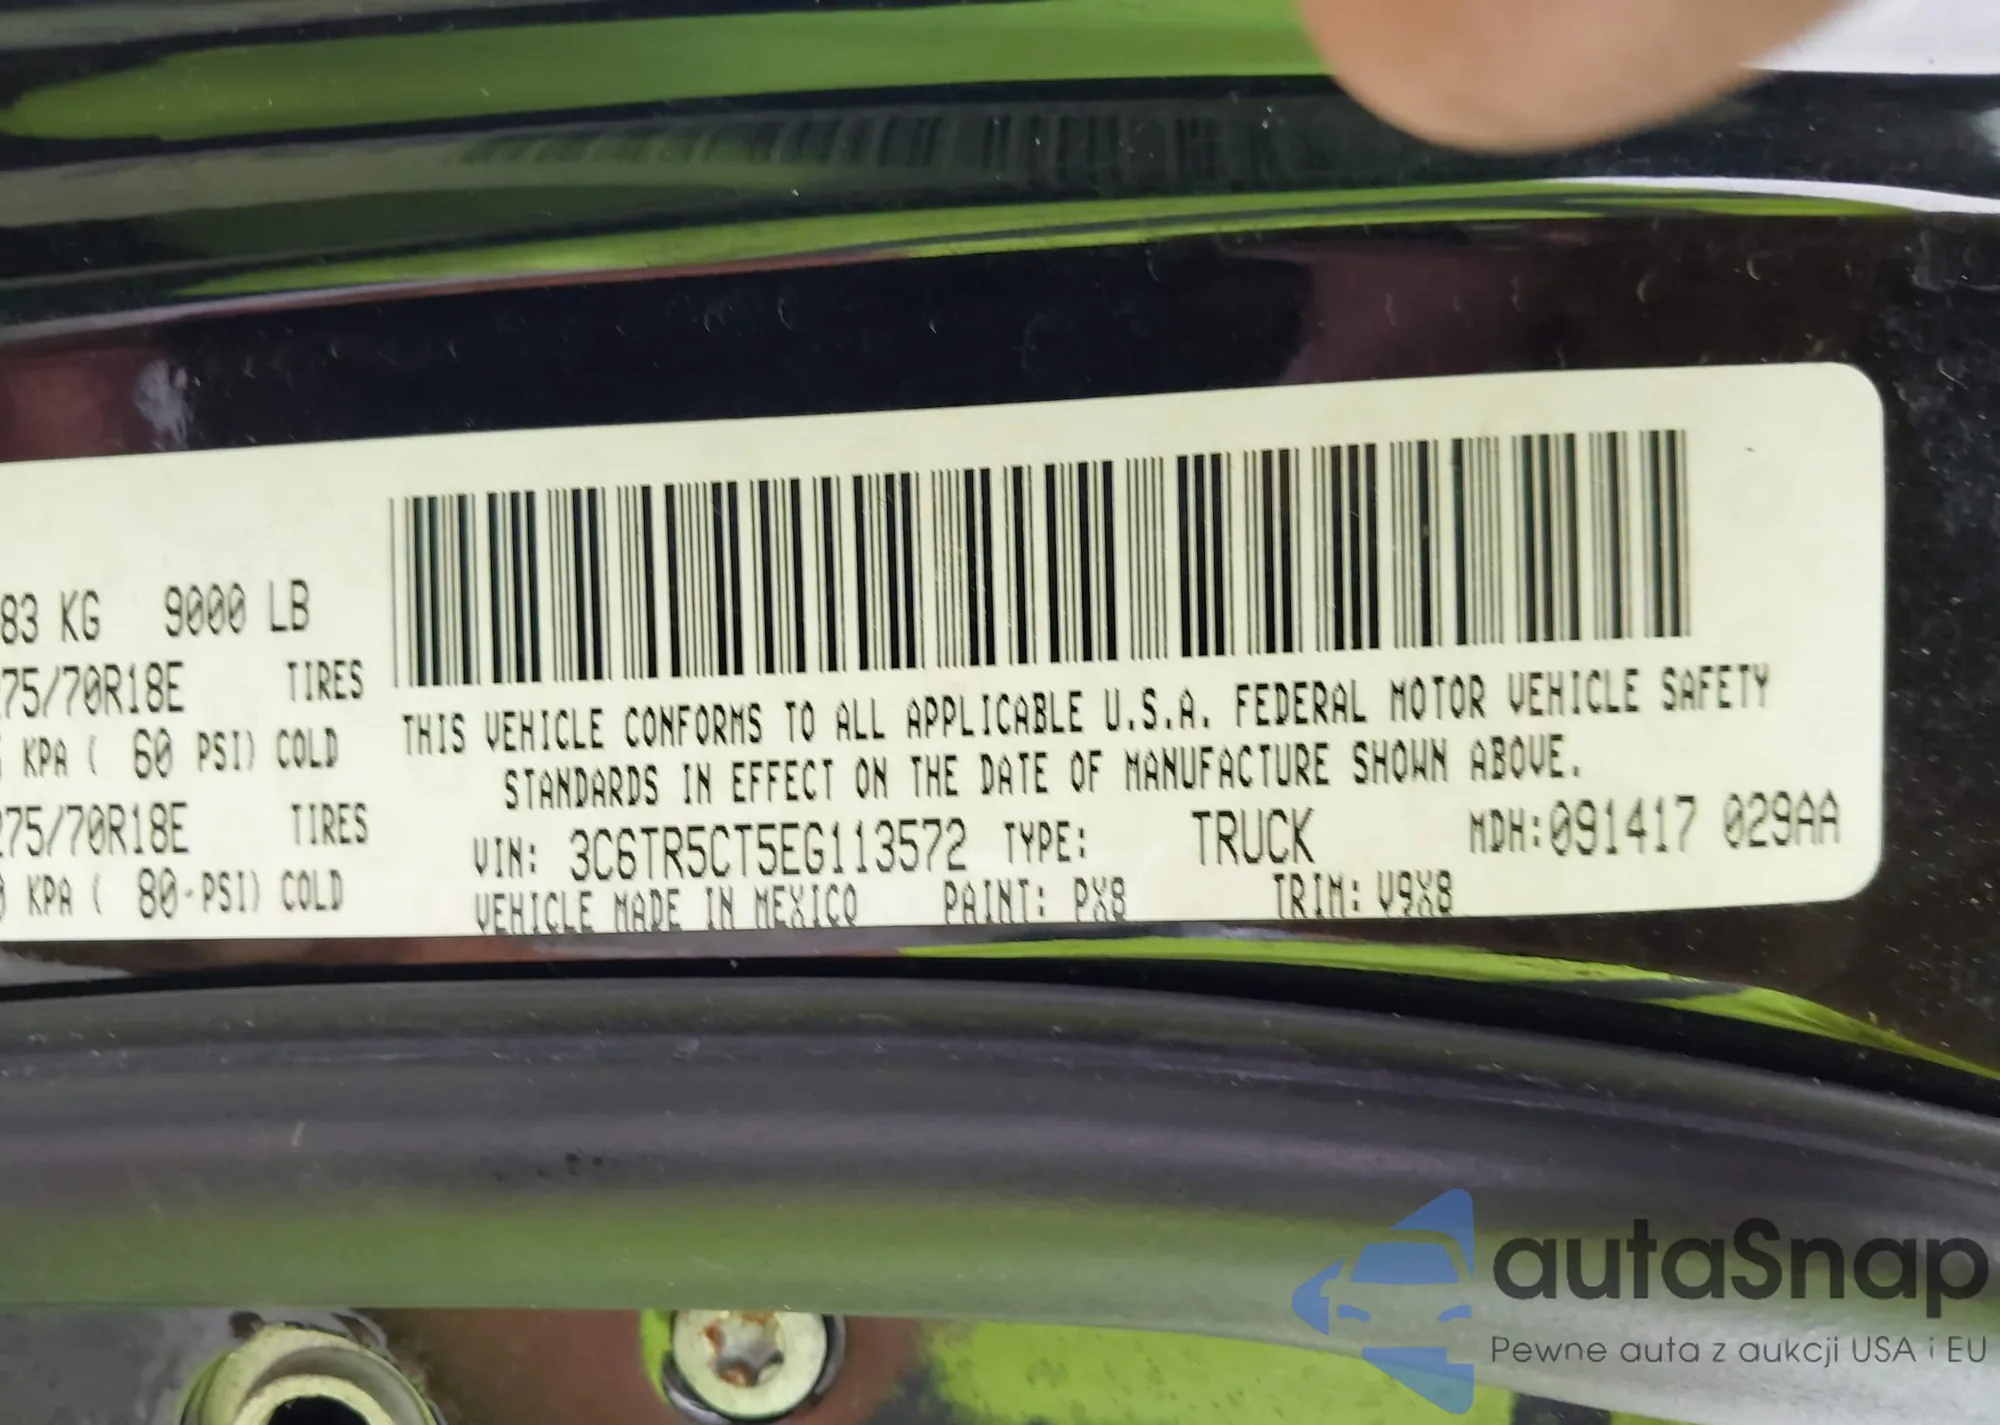 83 KG 9000 LB
75/70R18E TIRES
KPA ( 60 PSI) COLD
275/70R18E TIRES
0 KPA ( 80-PSI) COLD
THIS VEHICLE CONFORMS TO ALL APPLICABLE U.S.A. FEDERAL MOTOR VEHICLE SAFETY
STANDARDS IN EFFECT ON THE DATE OF MANUFACTURE SHOWN ABOVE.
VIN: 3C6TR5CT5EG113572 TYPE: TRUCK MDH:091417 029AA
VEHICLE MADE IN MEXICO PAINT: PX8 TRIM: V9X8
autaSnap
Pewne auta z aukcji USA i EU